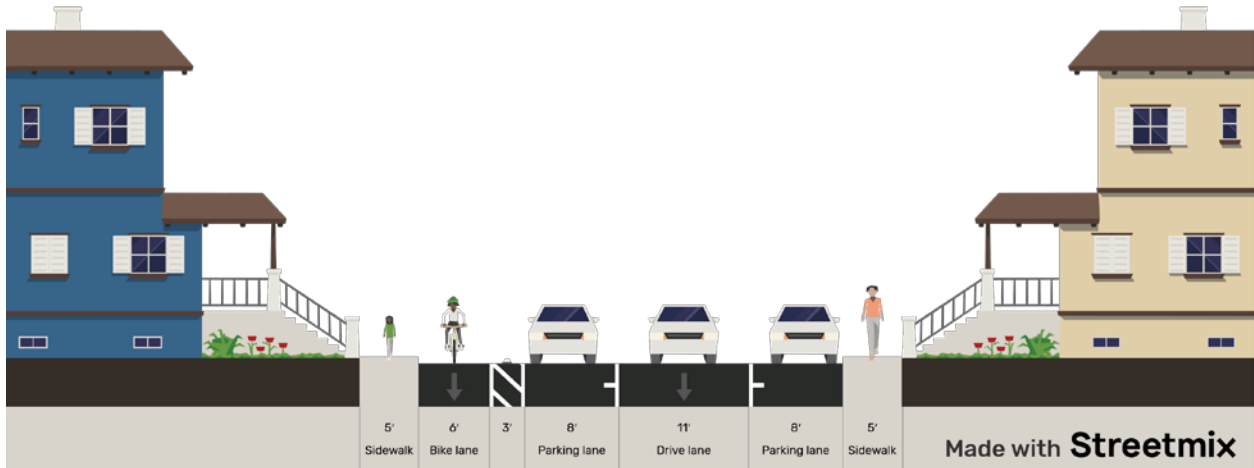 5′ 6′ 3′ 8′ 11′ 8′ 5′
Sidewalk Bike lane Parking lane Drive lane Parking lane Sidewalk
Made with Streetmix